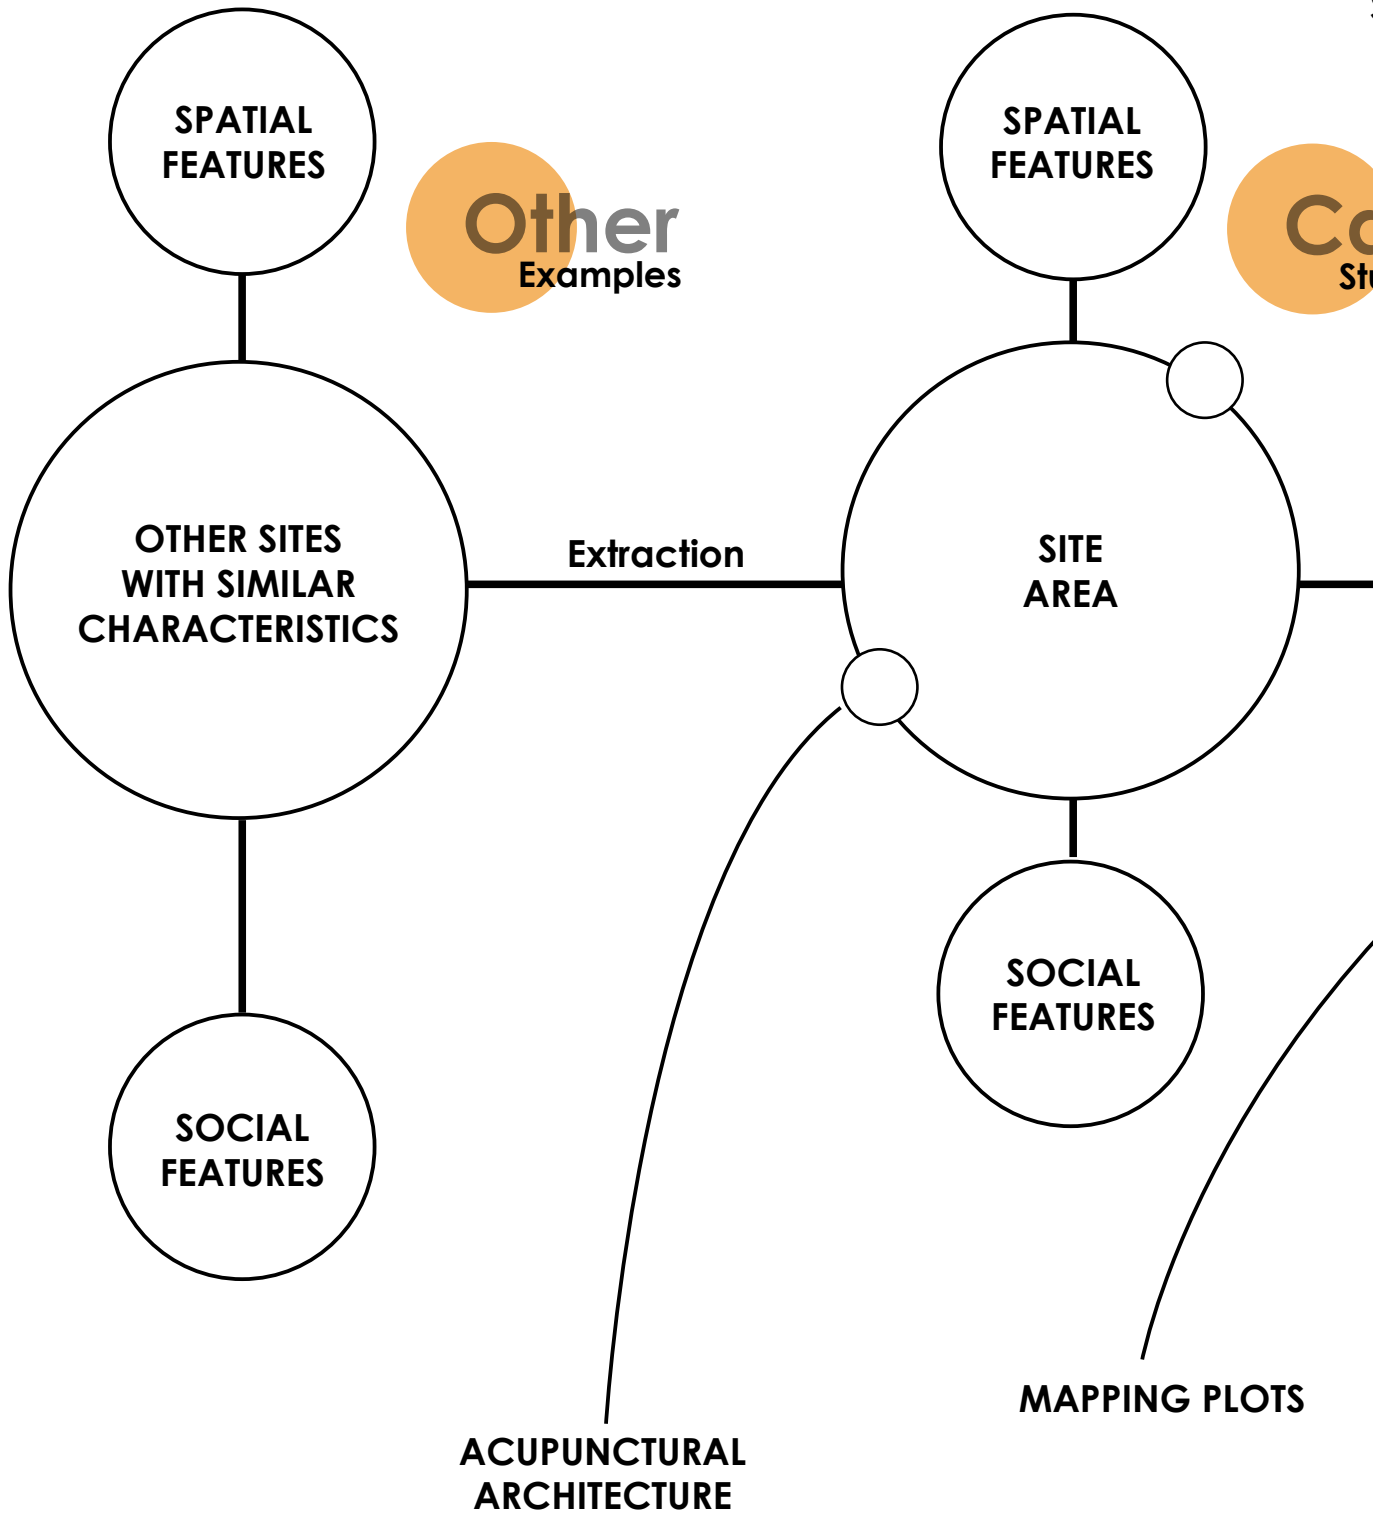 SPATIAL
FEATURES
Other
Examples
OTHER SITES
WITH SIMILAR
CHARACTERISTICS
SOCIAL
FEATURES
Extraction
SPATIAL
FEATURES
SITE
AREA
SOCIAL
FEATURES
ACUPUNCTURAL
ARCHITECTURE
MAPPING PLOTS